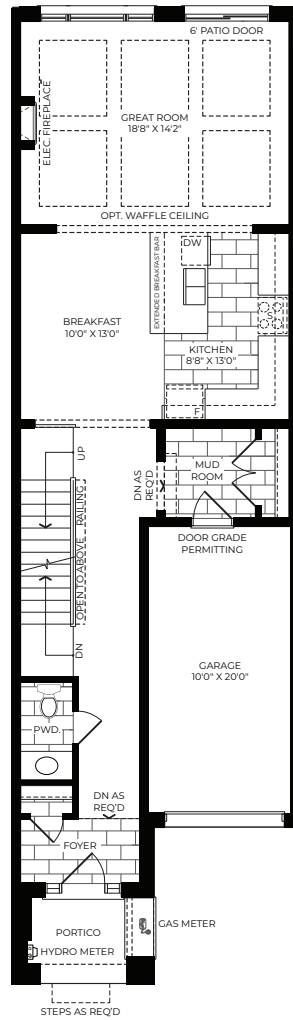 6' PATIO DOOR
ELEC. FIREPLACE
GREAT ROOM
18'8" X 14'2"
OPT. WAFFLE CEILING
EXTENDED BREAKFAST BAR
DW
BREAKFAST
10'0" X 13'0"
S
KITCHEN
8'8" X 13'0"
F
UP
DN AS
REQ'D
MUD
ROOM
RAILING
OPEN TO ABOVE
DOOR GRADE
PERMITTING
DN
GARAGE
10'0" X 20'0"
PWD.
DN AS
REQ'D
FOYER
GAS METER
PORTICO
HYDRO METER
STEPS AS REQ'D